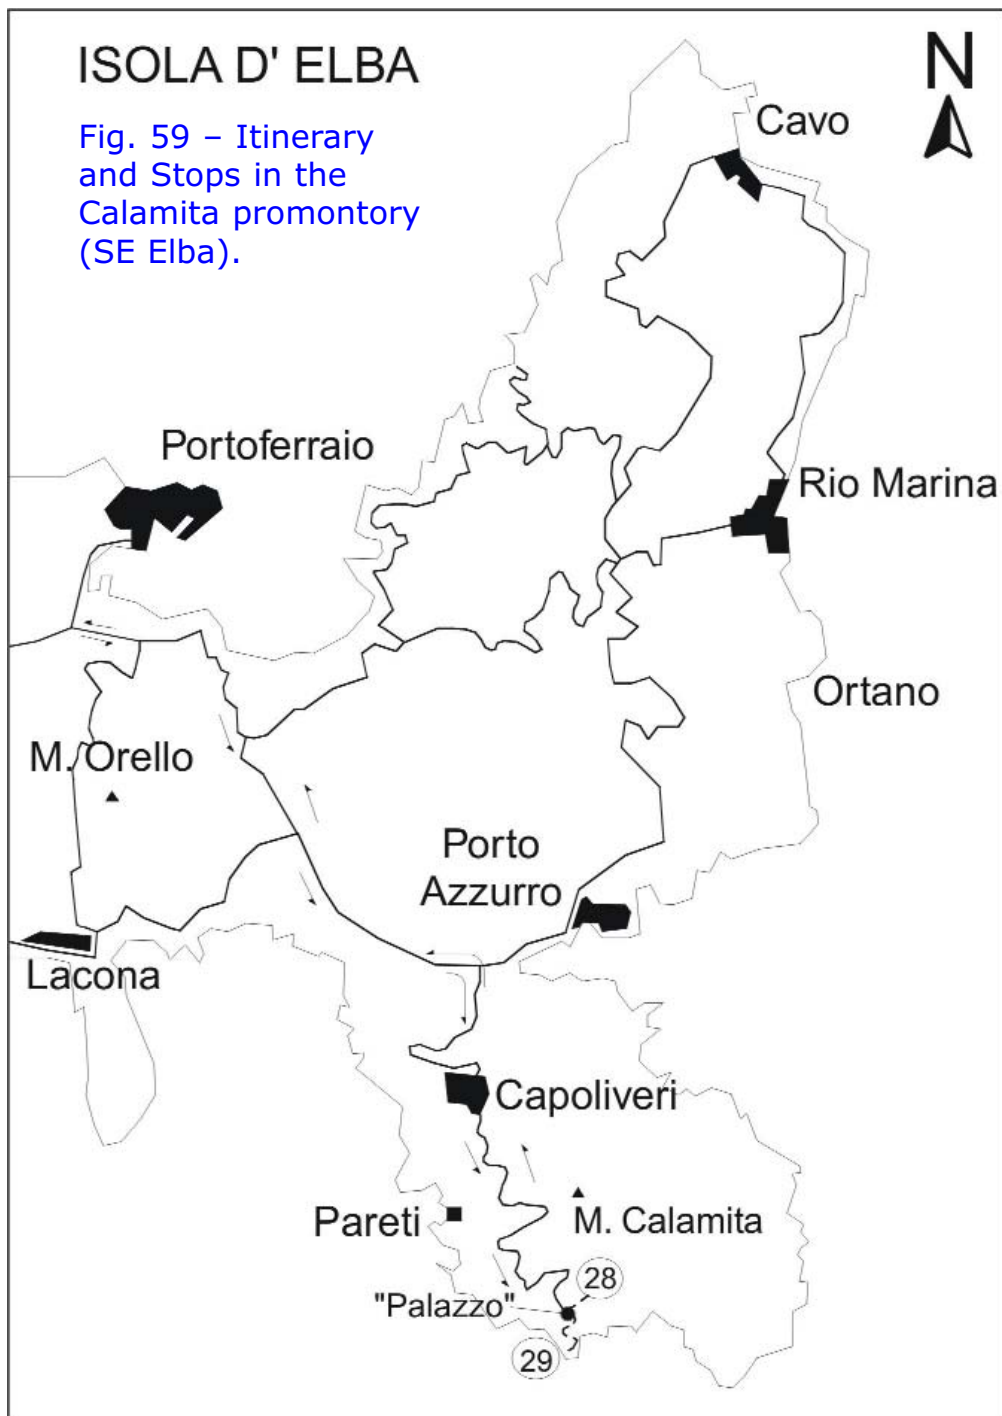 ISOLA D' ELBA
N
Fig. 59 – Itinerary
and Stops in the
Calamita promontory
(SE Elba).
Cavo
Portoferraio
Rio Marina
Ortano
M. Orello
Porto
Azzurro
Lacona
Capoliveri
Pareti
M. Calamita
28
"Palazzo"
29